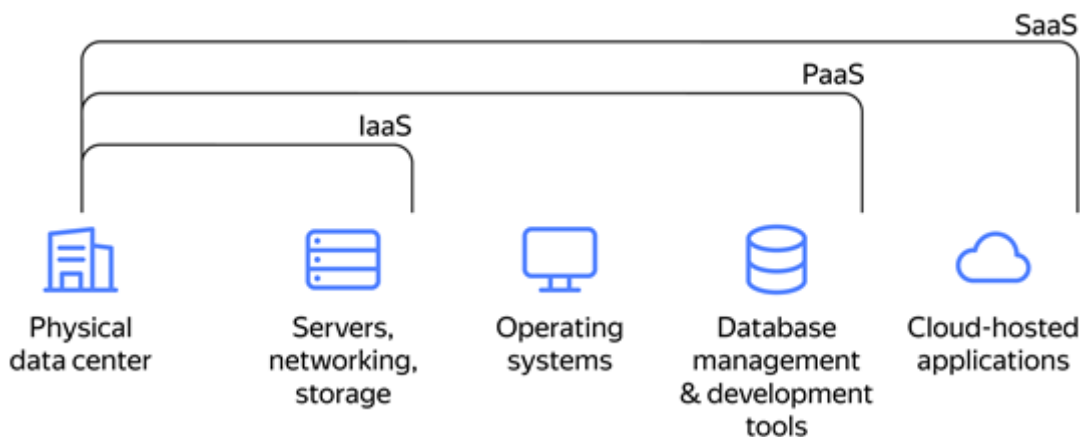 SaaS
PaaS
IaaS
Physical
data center
Servers,
networking,
storage
Operating
systems
Database
management
& development
tools
Cloud-hosted
applications